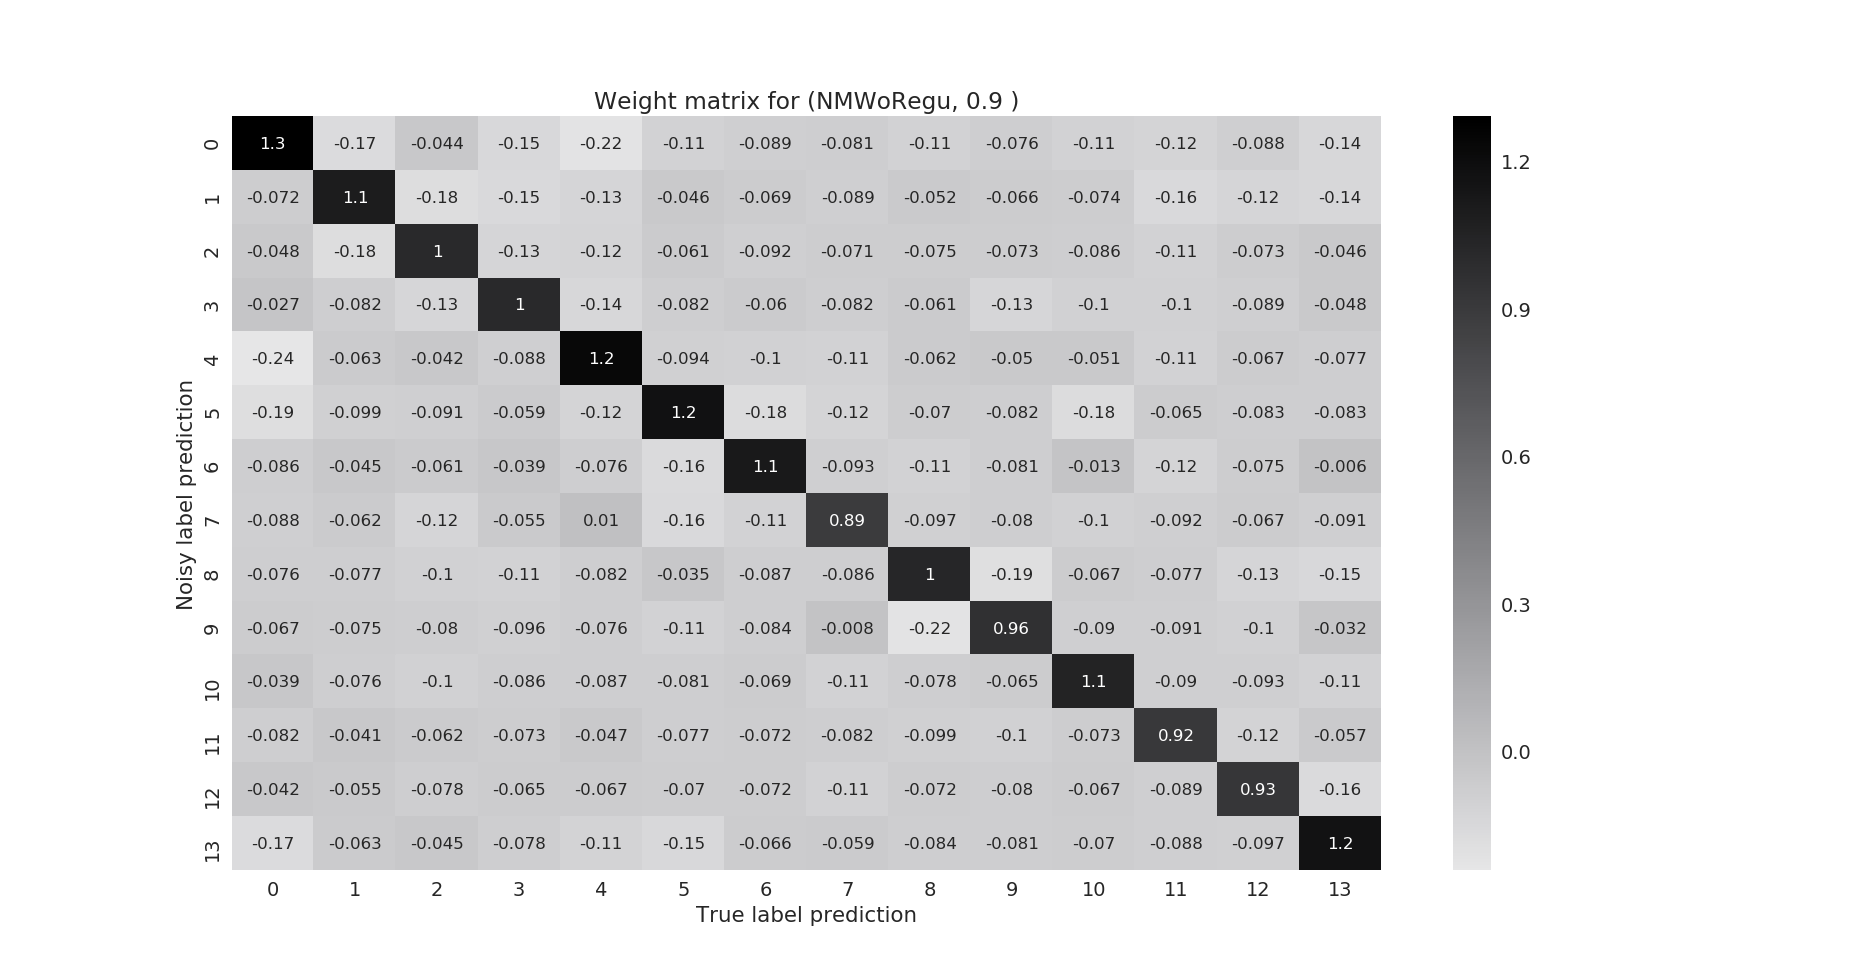 Weight matrix for (NMWoRegu, 0.9 )
0 1.3 -0.17 -0.044 -0.15 -0.22 -0.11 -0.089 -0.081 -0.11 -0.076 -0.11 -0.12 -0.088 -0.14
1 -0.072 1.1 -0.18 -0.15 -0.13 -0.046 -0.069 -0.089 -0.052 -0.066 -0.074 -0.16 -0.12 -0.14
2 -0.048 -0.18 1 -0.13 -0.12 -0.061 -0.092 -0.071 -0.075 -0.073 -0.086 -0.11 -0.073 -0.046
3 -0.027 -0.082 -0.13 1 -0.14 -0.082 -0.06 -0.082 -0.061 -0.13 -0.1 -0.1 -0.089 -0.048
4 -0.24 -0.063 -0.042 -0.088 1.2 -0.094 -0.1 -0.11 -0.062 -0.05 -0.051 -0.11 -0.067 -0.077
5 -0.19 -0.099 -0.091 -0.059 -0.12 1.2 -0.18 -0.12 -0.07 -0.082 -0.18 -0.065 -0.083 -0.083
6 -0.086 -0.045 -0.061 -0.039 -0.076 -0.16 1.1 -0.093 -0.11 -0.081 -0.013 -0.12 -0.075 -0.006
7 -0.088 -0.062 -0.12 -0.055 0.01 -0.16 -0.11 0.89 -0.097 -0.08 -0.1 -0.092 -0.067 -0.091
8 -0.076 -0.077 -0.1 -0.11 -0.082 -0.035 -0.087 -0.086 1 -0.19 -0.067 -0.077 -0.13 -0.15
9 -0.067 -0.075 -0.08 -0.096 -0.076 -0.11 -0.084 -0.008 -0.22 0.96 -0.09 -0.091 -0.1 -0.032
10 -0.039 -0.076 -0.1 -0.086 -0.087 -0.081 -0.069 -0.11 -0.078 -0.065 1.1 -0.09 -0.093 -0.11
11 -0.082 -0.041 -0.062 -0.073 -0.047 -0.077 -0.072 -0.082 -0.099 -0.1 -0.073 0.92 -0.12 -0.057
12 -0.042 -0.055 -0.078 -0.065 -0.067 -0.07 -0.072 -0.11 -0.072 -0.08 -0.067 -0.089 0.93 -0.16
13 -0.17 -0.063 -0.045 -0.078 -0.11 -0.15 -0.066 -0.059 -0.084 -0.081 -0.07 -0.088 -0.097 1.2
0 1 2 3 4 5 6 7 8 9 10 11 12 13
True label prediction
Noisy label prediction
1.2
0.9
0.6
0.3
0.0